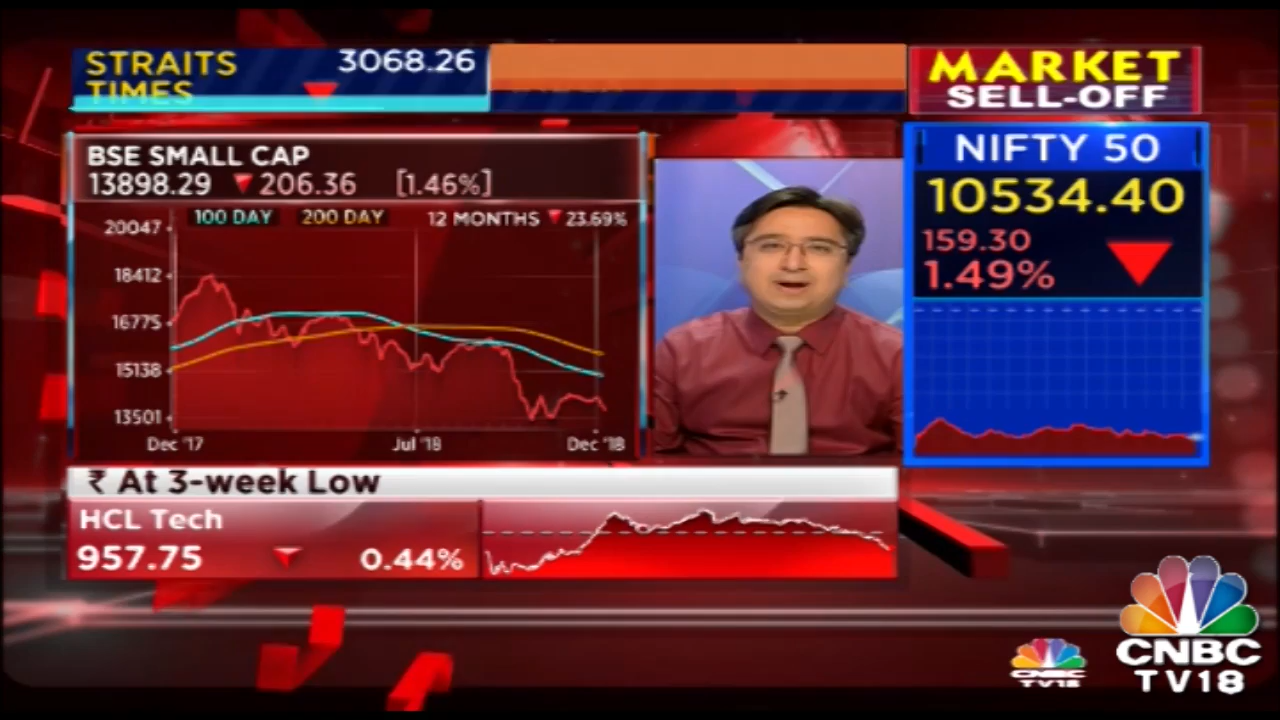 STRAITS
TIMES
3068.26
MARKET
SELL-OFF
BSE SMALL CAP
13898.29 ▼206.36 [1.46%]
100 DAY 200 DAY 12 MONTHS ▼23.69%
20047
18412
16775
15138
13501
Dec '17 Jul '18 Dec '18
NIFTY 50
10534.40
159.30
1.49%
₹ At 3-week Low
HCL Tech
957.75 ▼ 0.44%
CNBC
TV18
CNBC
TV18